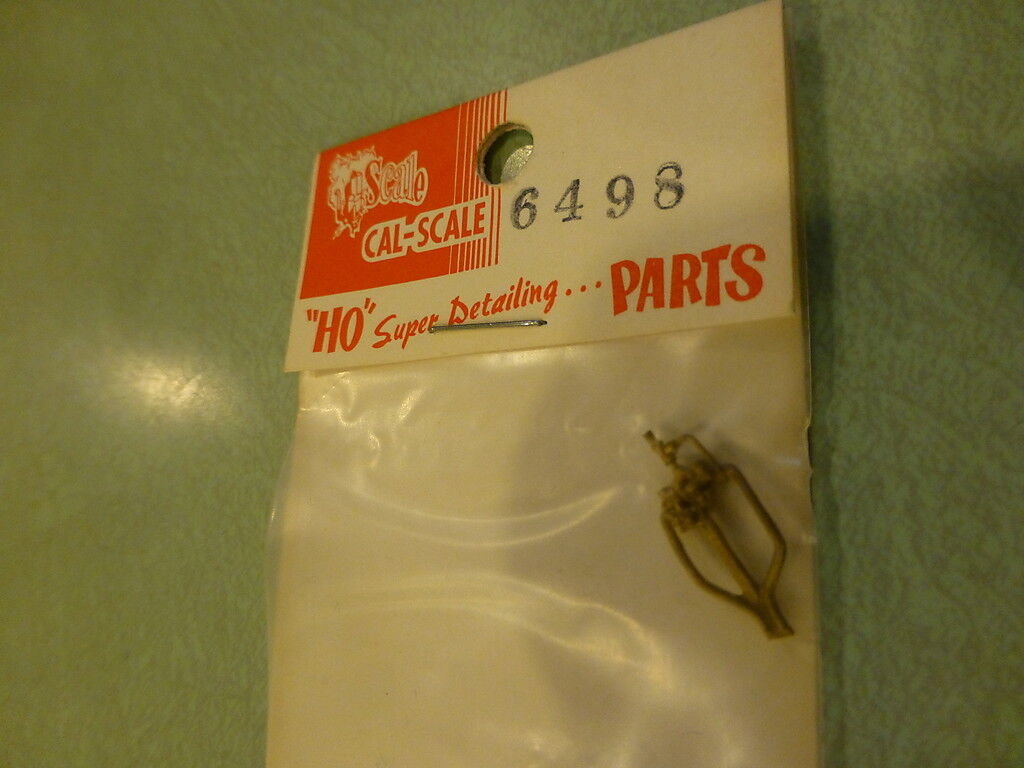 Scale
CAL-SCALE
6498
"HO" Super Detailing... PARTS